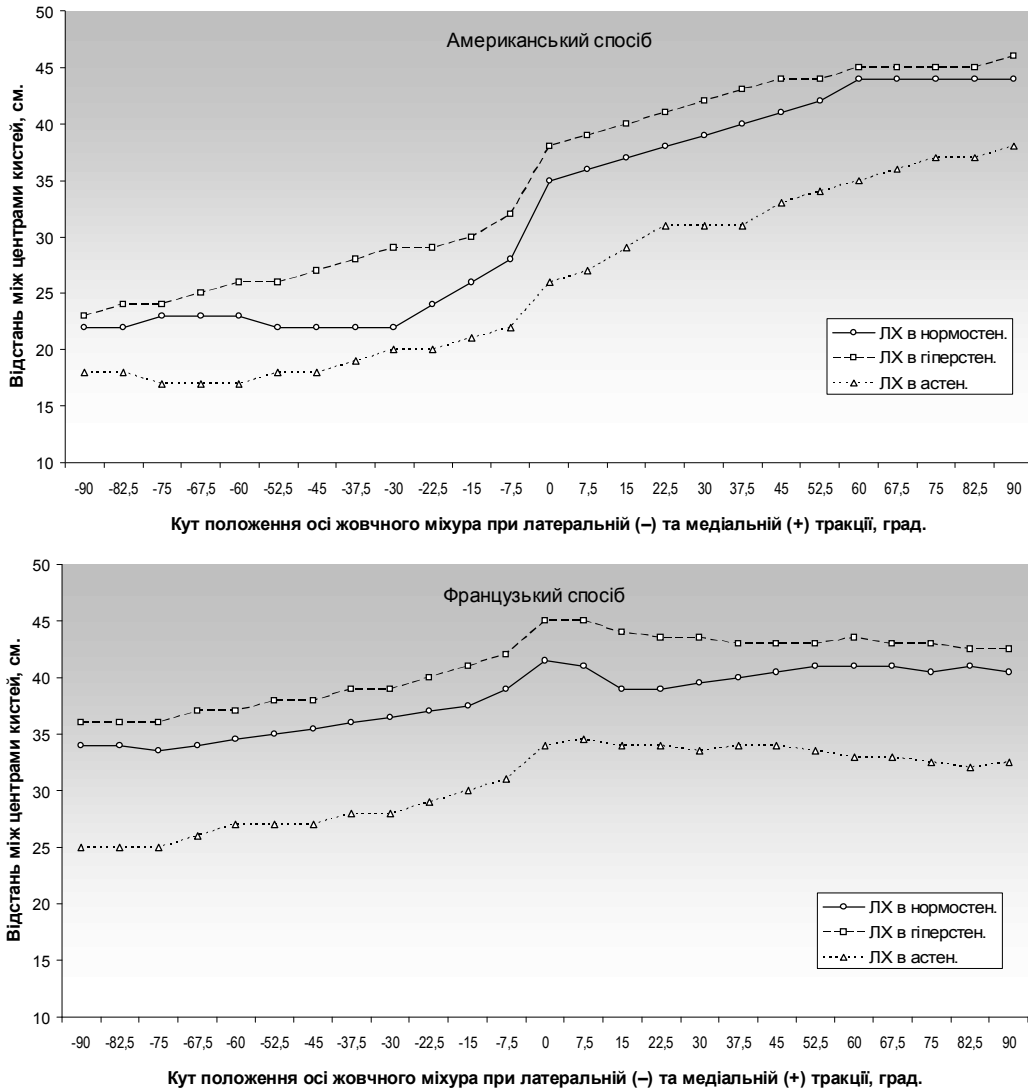 Американський спосіб
Відстань між центрами кистей, см.
50
45
40
35
30
25
20
15
10
ЛХ в нормостен.
ЛХ в гіперстен.
ЛХ в астен.
-90 -82,5 -75 -67,5 -60 -52,5 -45 -37,5 -30 -22,5 -15 -7,5 0 7,5 15 22,5 30 37,5 45 52,5 60 67,5 75 82,5 90
Кут положення осі жовчного міхура при латеральній (–) та медіальній (+) тракції, град.
Французький спосіб
Відстань між центрами кистей, см.
50
45
40
35
30
25
20
15
10
ЛХ в нормостен.
ЛХ в гіперстен.
ЛХ в астен.
-90 -82,5 -75 -67,5 -60 -52,5 -45 -37,5 -30 -22,5 -15 -7,5 0 7,5 15 22,5 30 37,5 45 52,5 60 67,5 75 82,5 90
Кут положення осі жовчного міхура при латеральній (–) та медіальній (+) тракції, град.